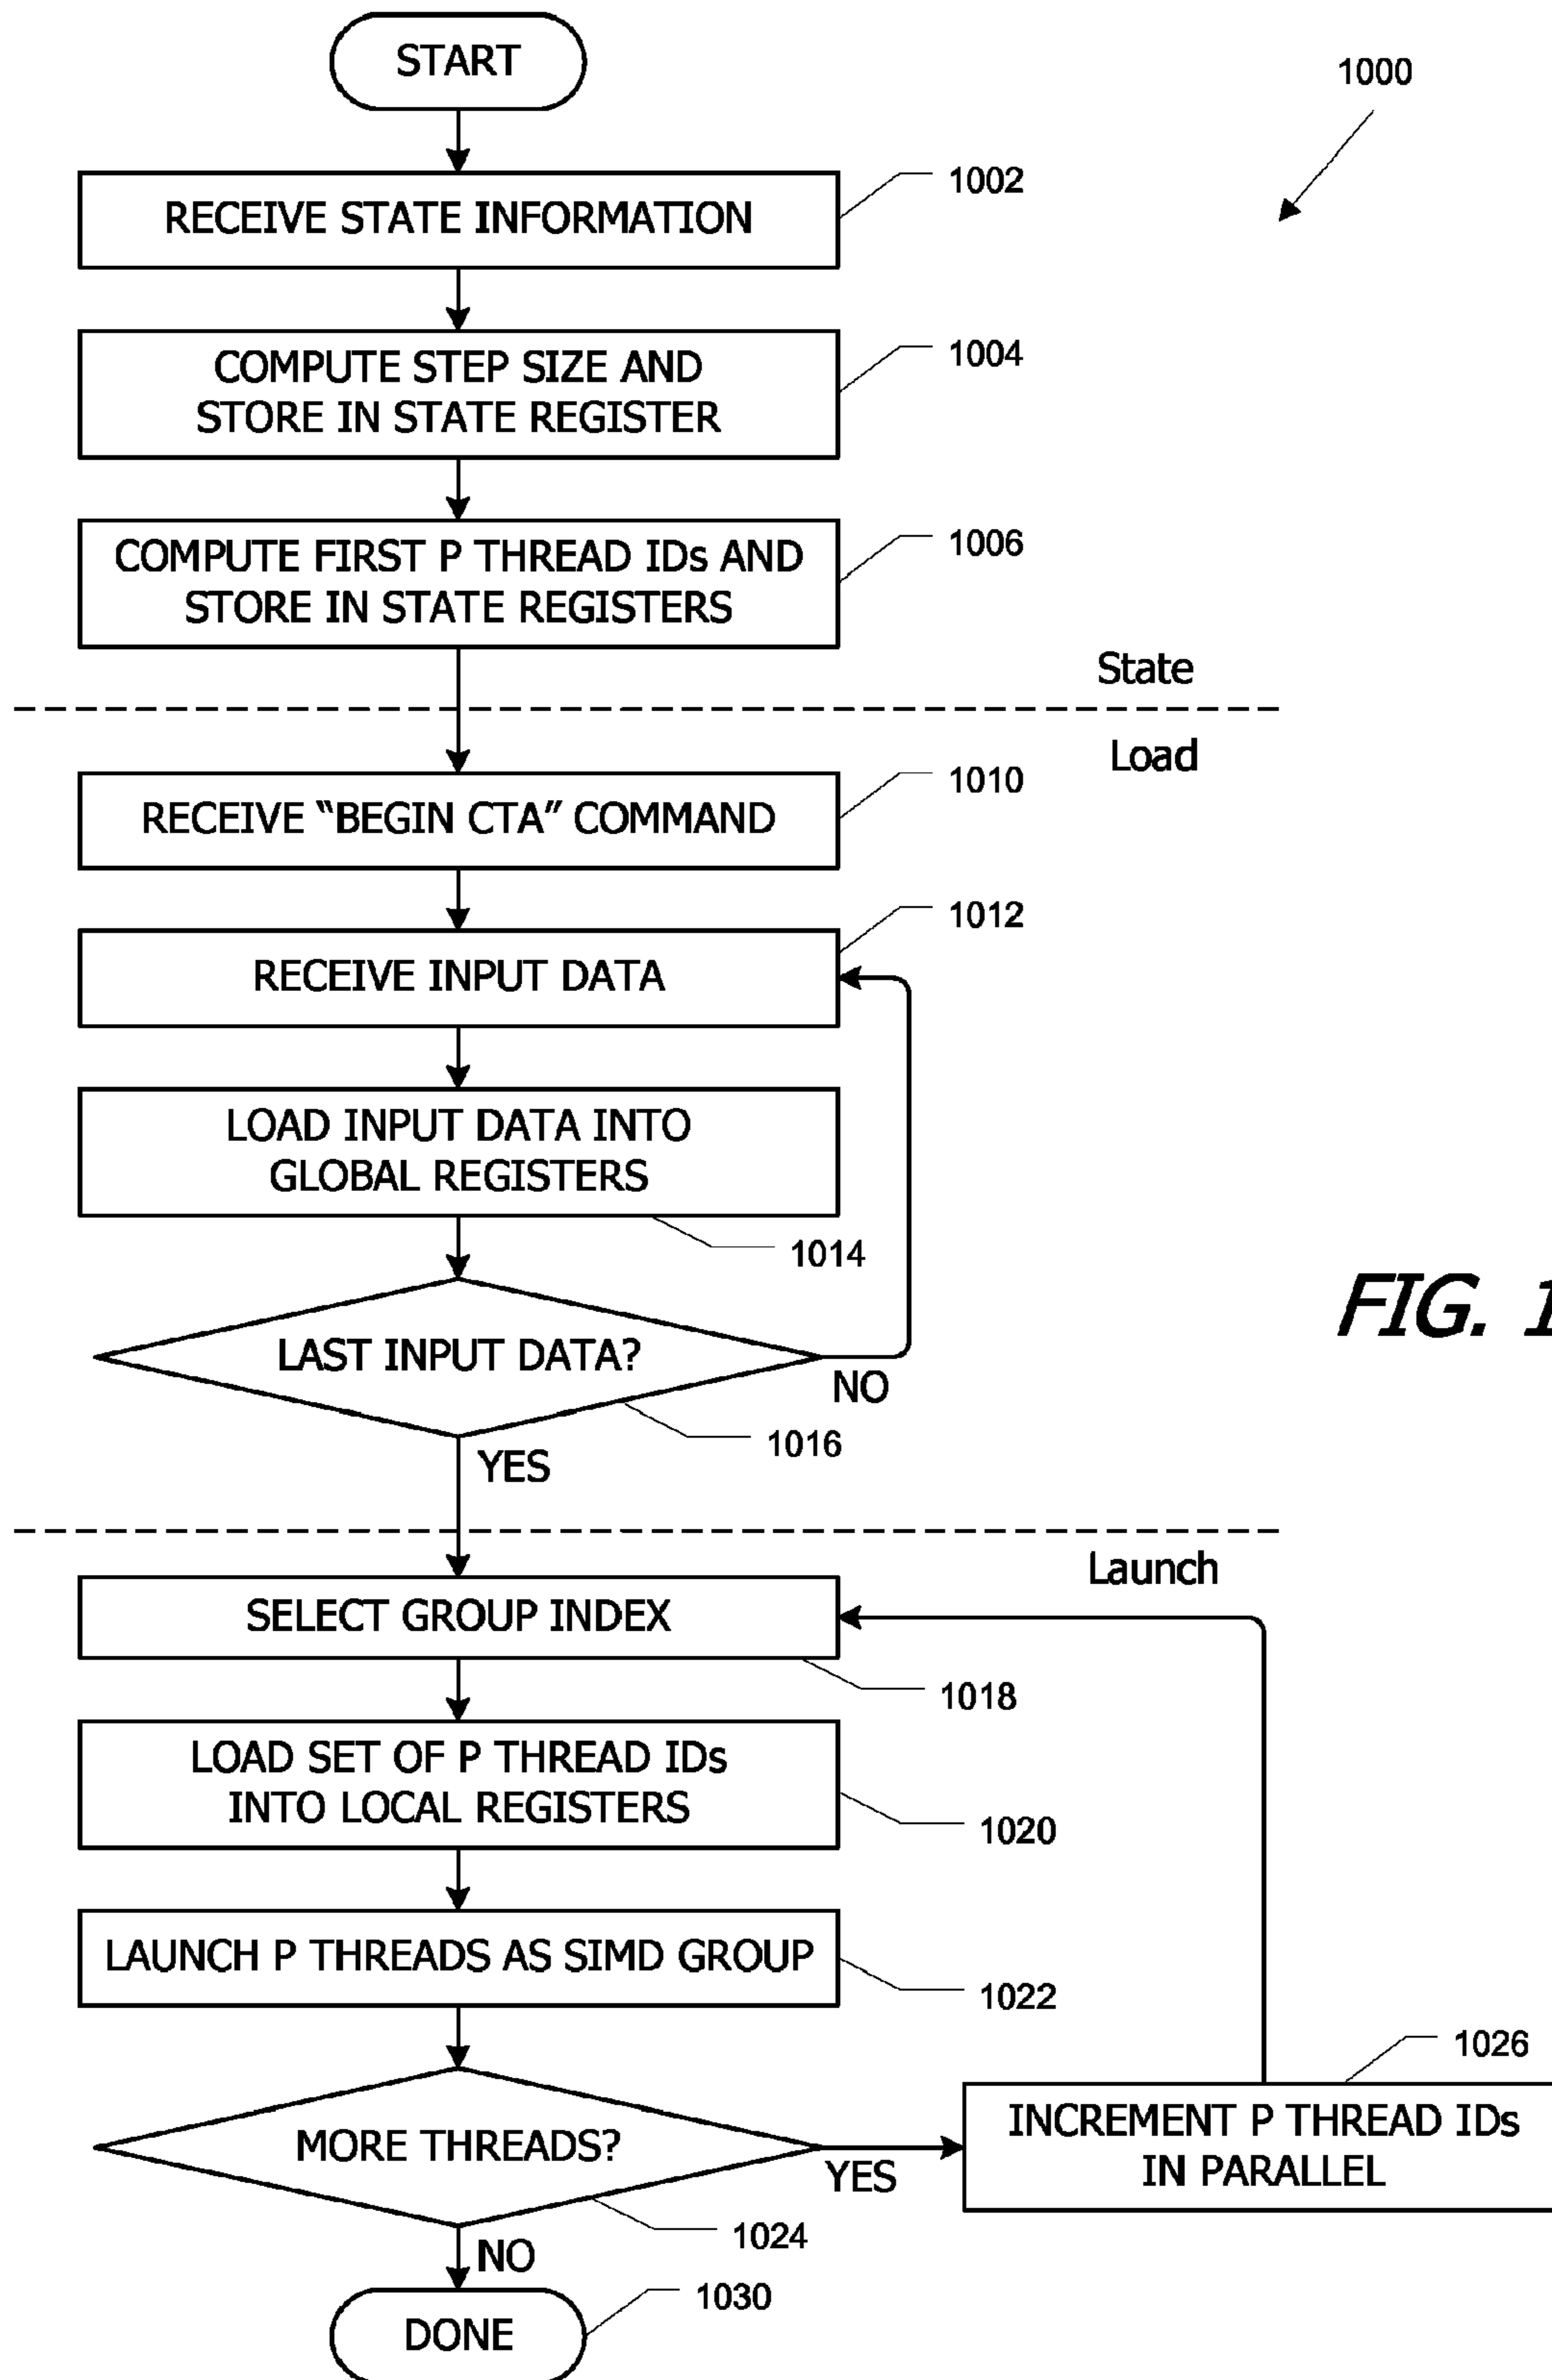 START
1000
RECEIVE STATE INFORMATION
1002
COMPUTE STEP SIZE AND
STORE IN STATE REGISTER
1004
COMPUTE FIRST P THREAD IDs AND
STORE IN STATE REGISTERS
1006
State
Load
RECEIVE “BEGIN CTA” COMMAND
1010
RECEIVE INPUT DATA
1012
LOAD INPUT DATA INTO
GLOBAL REGISTERS
1014
FIG. 1
LAST INPUT DATA?
NO
1016
YES
Launch
SELECT GROUP INDEX
1018
LOAD SET OF P THREAD IDs
INTO LOCAL REGISTERS
1020
LAUNCH P THREADS AS SIMD GROUP
1022
1026
INCREMENT P THREAD IDs
IN PARALLEL
MORE THREADS?
YES
1024
NO
DONE
1030